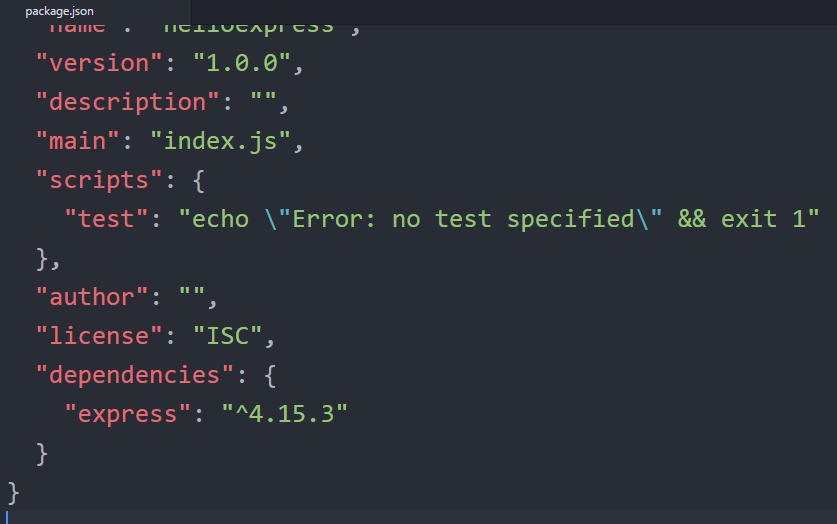 package.json
"name": "helloexpress",
"version": "1.0.0",
"description": "",
"main": "index.js",
"scripts": {
"test": "echo \"Error: no test specified\" && exit 1"
},
"author": "",
"license": "ISC",
"dependencies": {
"express": "^4.15.3"
}
}